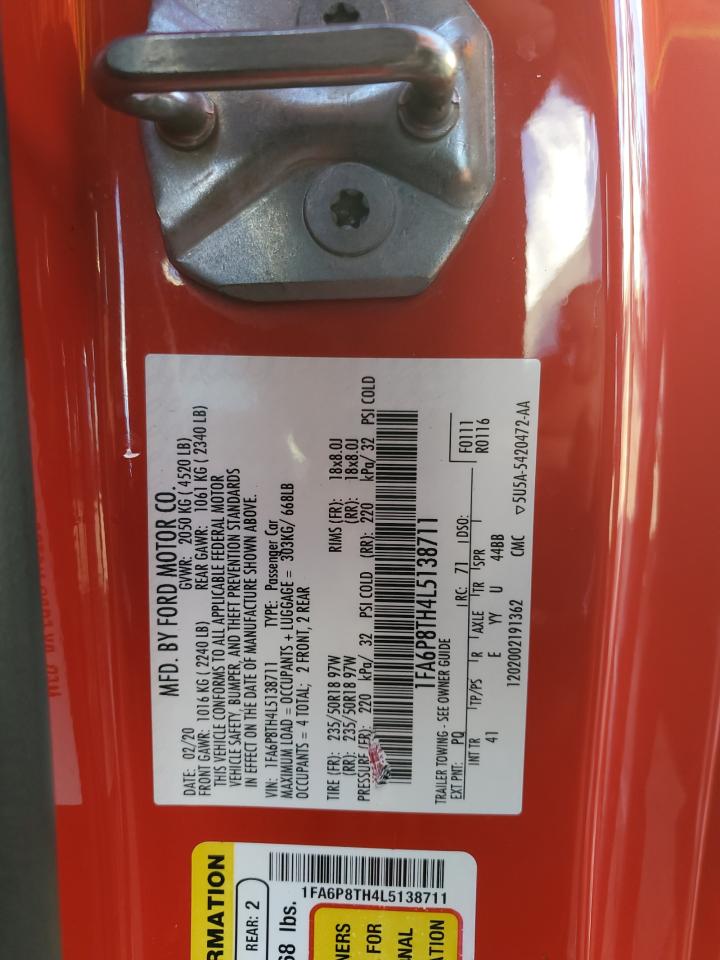 MFD. BY FORD MOTOR CO.
DATE: 02/20 GVWR: 2050 KG ( 4520 LB)
FRONT GAWR: 1016 KG ( 2240 LB) REAR GAWR: 1061 KG ( 2340 LB)
THIS VEHICLE CONFORMS TO ALL APPLICABLE FEDERAL MOTOR
VEHICLE SAFETY, BUMPER, AND THEFT PREVENTION STANDARDS
IN EFFECT ON THE DATE OF MANUFACTURE SHOWN ABOVE.
VIN: 1FA6P8TH4L5138711 TYPE: Passenger Car
MAXIMUM LOAD = OCCUPANTS + LUGGAGE = 303KG/ 668LB
OCCUPANTS = 4 TOTAL: 2 FRONT, 2 REAR
TIRE (FR): 235/50R18 97W RIMS (FR): 18x8.0J
(RR): 235/50R18 97W (RR): 18x8.0J
PRESSURE (FR): 220 kPa/ 32 PSI COLD (RR): 220 kPa/ 32 PSI COLD
1FA6P8TH4L5138711
TRAILER TOWING - SEE OWNER GUIDE
EXT PNT: PQ RC: 71 DSO: F0111
R0116
INT TR TP/PS R AXLE TR SPR
41 E YY U 44BB
1202002191362 CMC ▽5U5A-5420472-AA
RMATION
REAR: 2
68 lbs.
1FA6P8TH4L5138711
NERS
FOR
NAL
TION